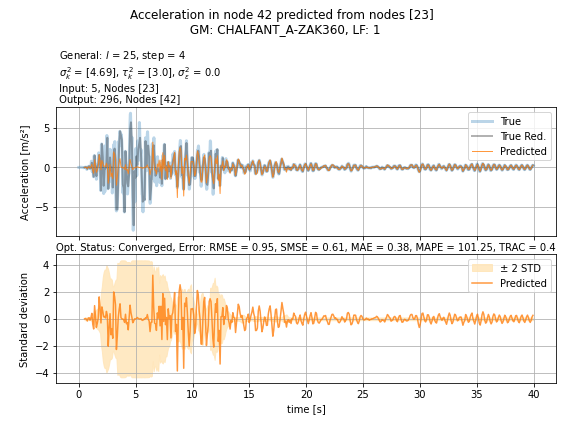 Acceleration in node 42 predicted from nodes [23]
GM: CHALFANT_A-ZAK360, LF: 1
General: l = 25, step = 4
σ²ₖ = [4.69], τ²ₖ = [3.0], σ²ε = 0.0
Input: 5, Nodes [23]
Output: 296, Nodes [42]
True
True Red.
Predicted
Acceleration [m/s²]
5
0
−5
Opt. Status: Converged, Error: RMSE = 0.95, SMSE = 0.61, MAE = 0.38, MAPE = 101.25, TRAC = 0.4
± 2 STD
Predicted
Standard deviation
4
2
0
−2
−4
0 5 10 15 20 25 30 35 40
time [s]